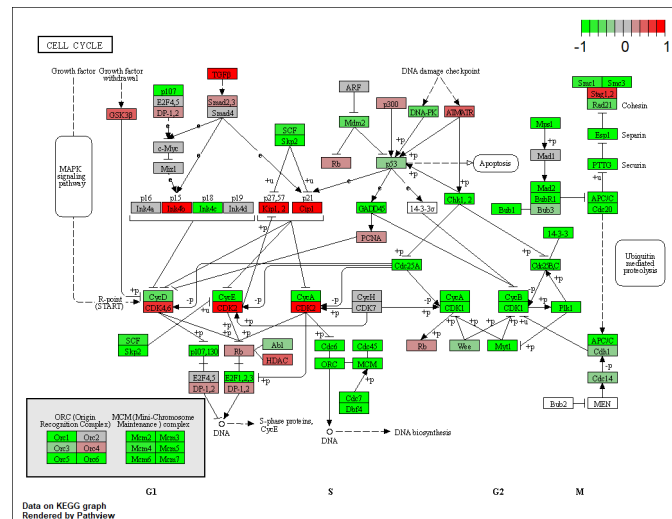 -1 0 1
CELL CYCLE
Growth factor
Growth factor
withdrawal
TGFβ
DNA damage checkpoint
Smc1 Smc3
Stag1,2
Rad21
Cohesin
p107
E2F4,5
DP-1,2
Smad2,3
Smad4
ARF
p300
DNA-PK
ATM/ATR
GSK3β
Mdm2
Mps1
Esp1
Separin
SCF
Skp2
c-Myc
Miz1
Rb
p53
Apoptosis
Mad1
PTTG
Securin
MAPK
signaling
pathway
+p
+u
e
p16 p15 p18 p19 p27,57 p21
Ink4a Ink4b Ink4c Ink4d Kip1,2 Cip1
GADD45
14-3-3σ
Chk1, 2
Mad2
BubR1
Bub3
Bub1
APC/C
Cdc20
PCNA
14-3-3
Cdc25A
Cdc25B,C
Ubiquitin
mediated
proteolysis
R-point
(START)
CycD
CDK4,6
CycE
CDK2
CycA
CDK2
CycH
CDK7
CycA
CDK1
CycB
CDK1
Plk1
SCF
Skp2
p107,130
Rb
Abl
HDAC
Cdc6
Cdc45
ORC
MCM
Rb
Wee
Myt1
APC/C
Cdh1
E2F4,5
DP-1,2
E2F1,2,3
DP-1,2
Cdc7
Dbf4
Cdc14
Bub2
MEN
ORC (Origin
Recognition Complex)
MCM (Mini-Chromosome
Maintenance) complex
Orc1 Orc2 Mcm2 Mcm3
Orc3 Orc4 Mcm4 Mcm5
Orc5 Orc6 Mcm6 Mcm7
DNA
S-phase proteins,
CycE
DNA
DNA biosynthesis
G1 S G2 M
Data on KEGG graph
Rendered by Pathview